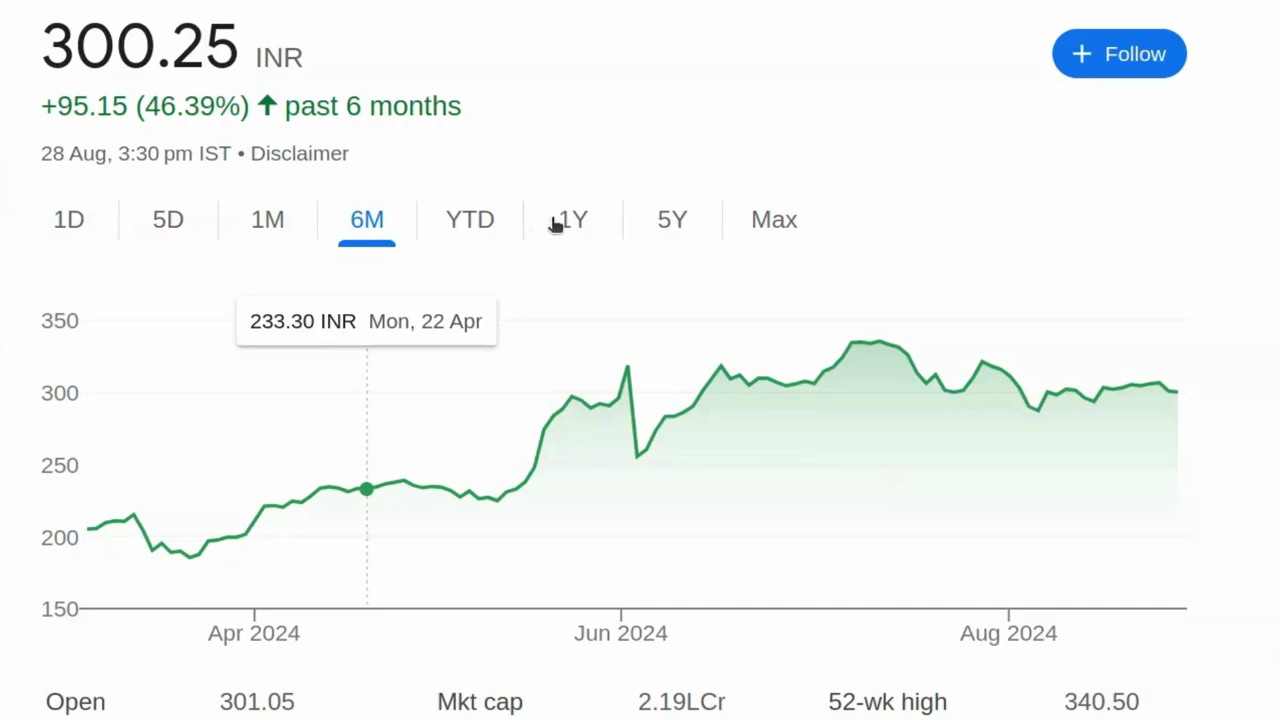 300.25 INR
+ Follow
+95.15 (46.39%) ↑ past 6 months
28 Aug, 3:30 pm IST • Disclaimer
1D 5D 1M 6M YTD 1Y 5Y Max
233.30 INR Mon, 22 Apr
350
300
250
200
150
Apr 2024 Jun 2024 Aug 2024
Open 301.05 Mkt cap 2.19LCr 52-wk high 340.50